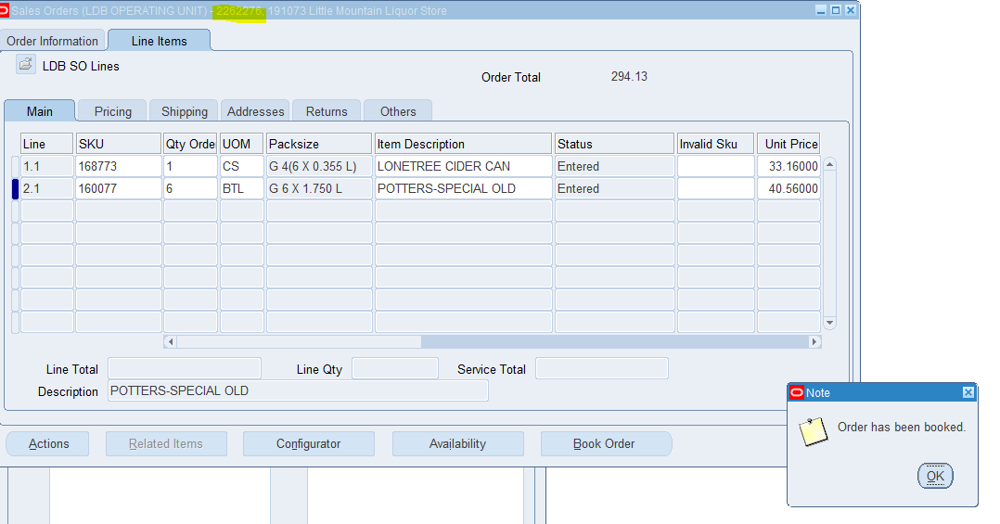 Sales Orders (LDB OPERATING UNIT) - 2262276, 191073 Little Mountain Liquor Store
Order Information Line Items
LDB SO Lines
Order Total 294.13
Main Pricing Shipping Addresses Returns Others
Line SKU Qty Orde UOM Packsize Item Description Status Invalid Sku Unit Price
1.1 168773 1 CS G 4(6 X 0.355 L) LONETREE CIDER CAN Entered 33.16000
2.1 160077 6 BTL G 6 X 1.750 L POTTERS-SPECIAL OLD Entered 40.56000
Line Total Line Qty Service Total
Description POTTERS-SPECIAL OLD
Actions Related Items Configurator Availability Book Order
Note
Order has been booked.
OK